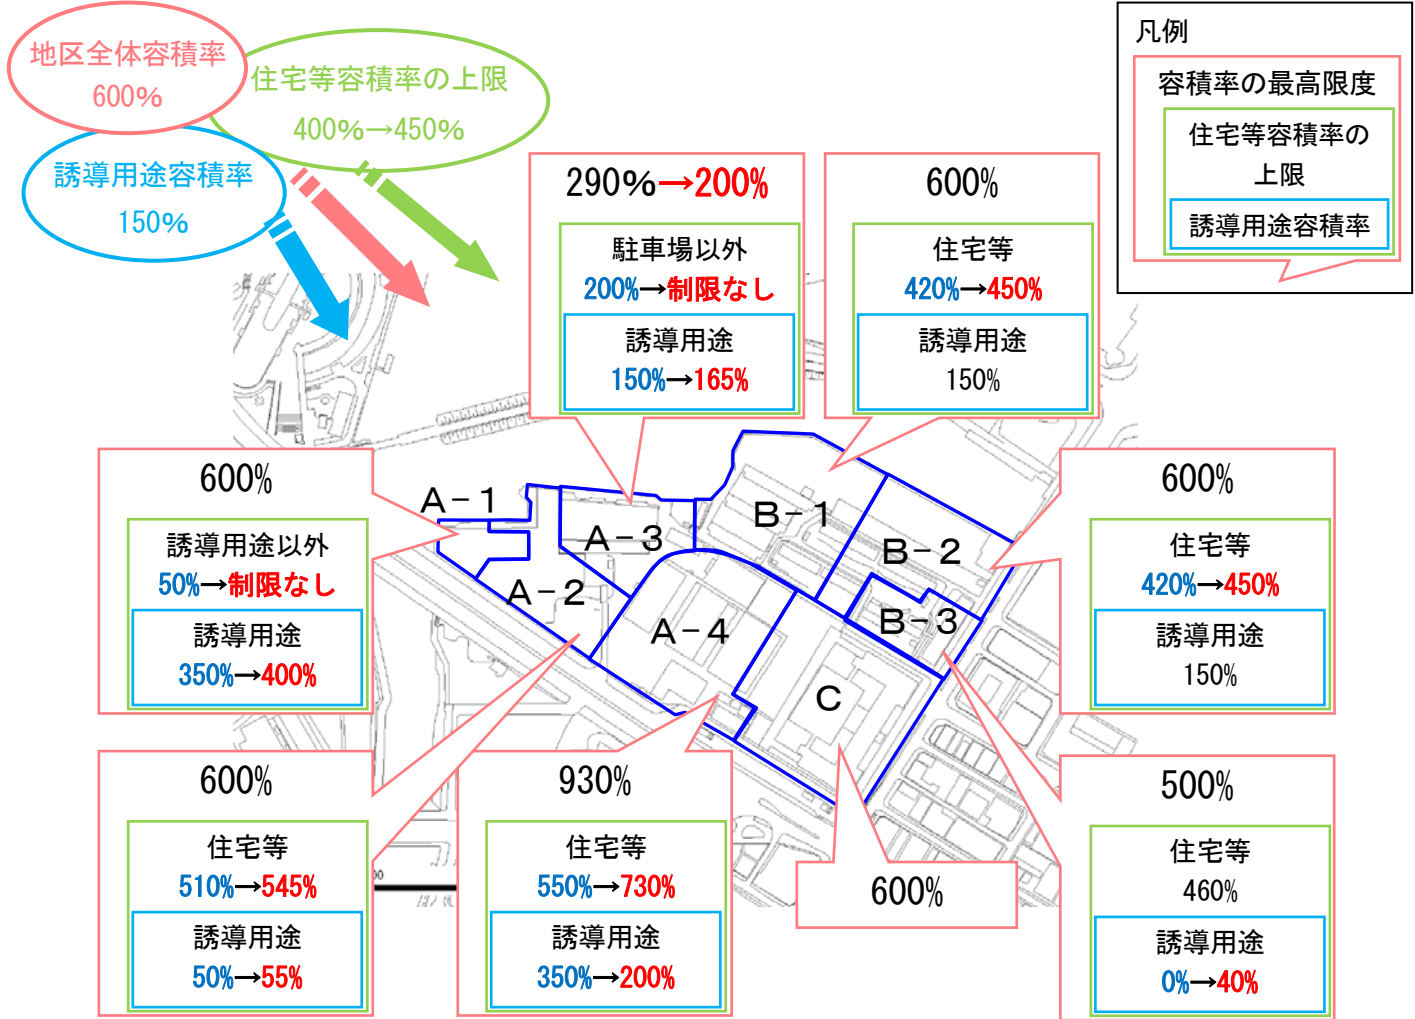 地区全体容積率
600%
住宅等容積率の上限
400%→450%
誘導用途容積率
150%
凡例
容積率の最高限度
住宅等容積率の
上限
誘導用途容積率
290%→200%
駐車場以外
200%→制限なし
誘導用途
150%→165%
600%
住宅等
420%→450%
誘導用途
150%
600%
誘導用途以外
50%→制限なし
誘導用途
350%→400%
600%
住宅等
420%→450%
誘導用途
150%
A-1
A-2
A-3
A-4
B-1
B-2
B-3
C
600%
住宅等
510%→545%
誘導用途
50%→55%
930%
住宅等
550%→730%
誘導用途
350%→200%
600%
500%
住宅等
460%
誘導用途
0%→40%